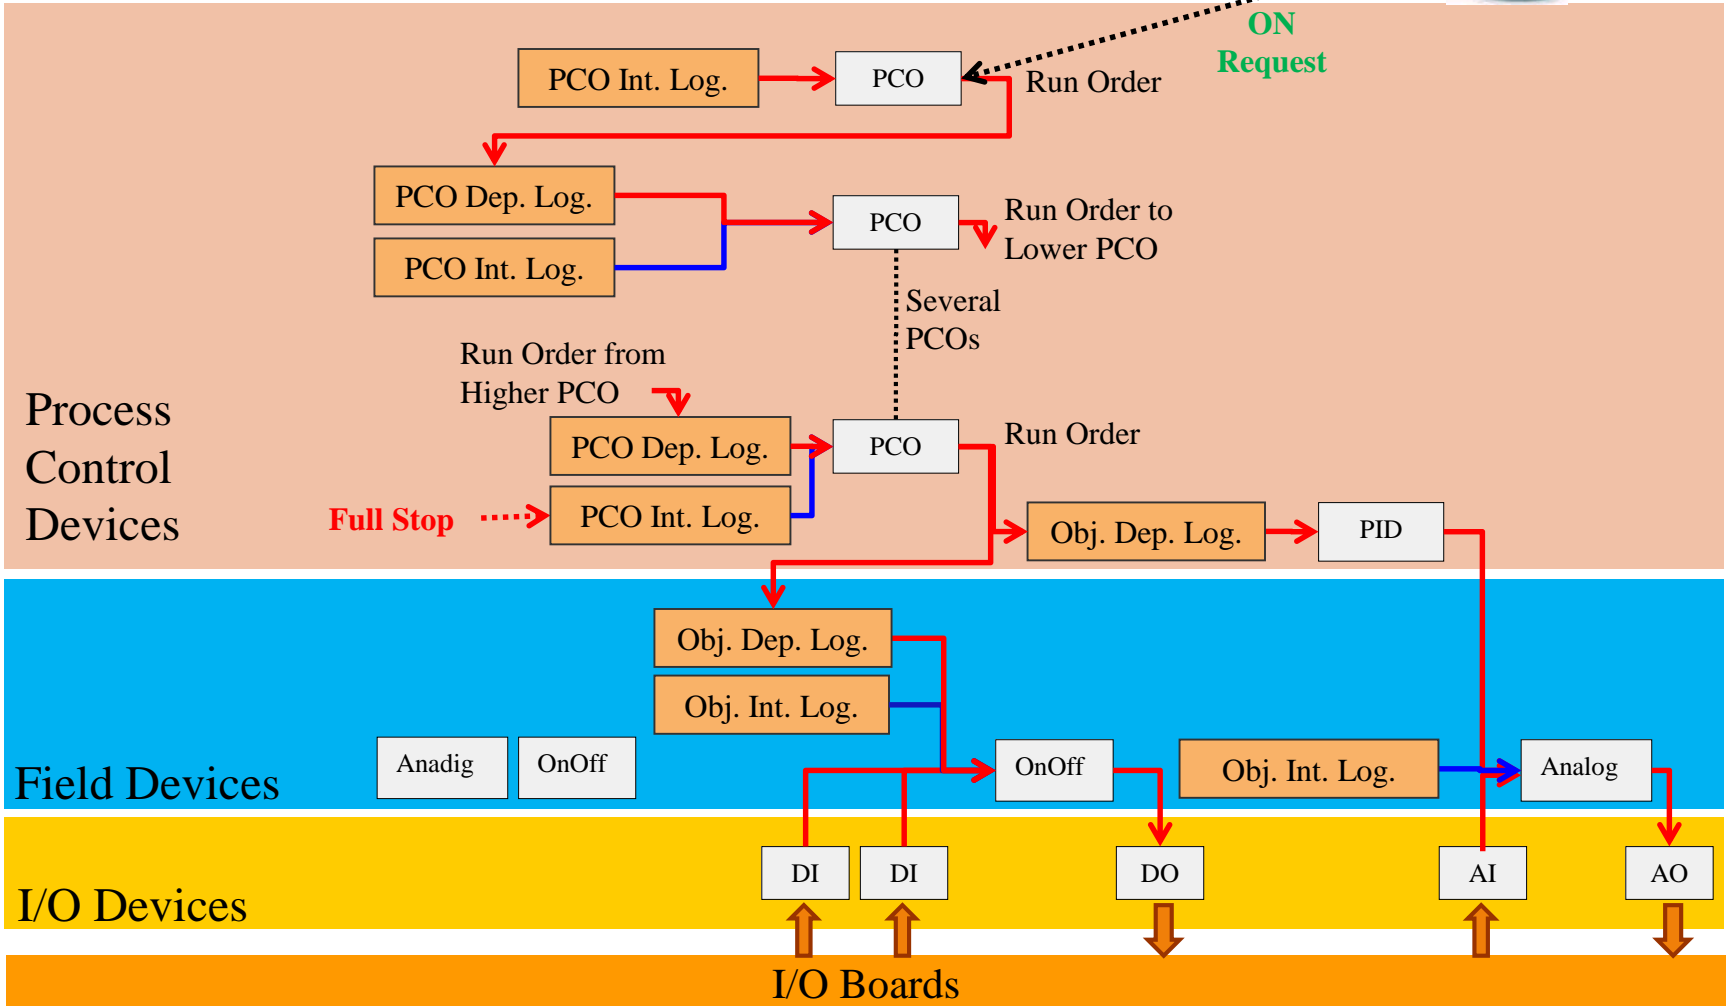 ON
Request
PCO Int. Log.
PCO
Run Order
PCO Dep. Log.
PCO Int. Log.
PCO
Run Order to
Lower PCO
Several
PCOs
Run Order from
Higher PCO
PCO Dep. Log.
PCO
Run Order
Process
Control
Devices
Full Stop
PCO Int. Log.
Obj. Dep. Log.
PID
Obj. Dep. Log.
Obj. Int. Log.
Field Devices
Anadig
OnOff
OnOff
Obj. Int. Log.
Analog
I/O Devices
DI
DI
DO
AI
AO
I/O Boards